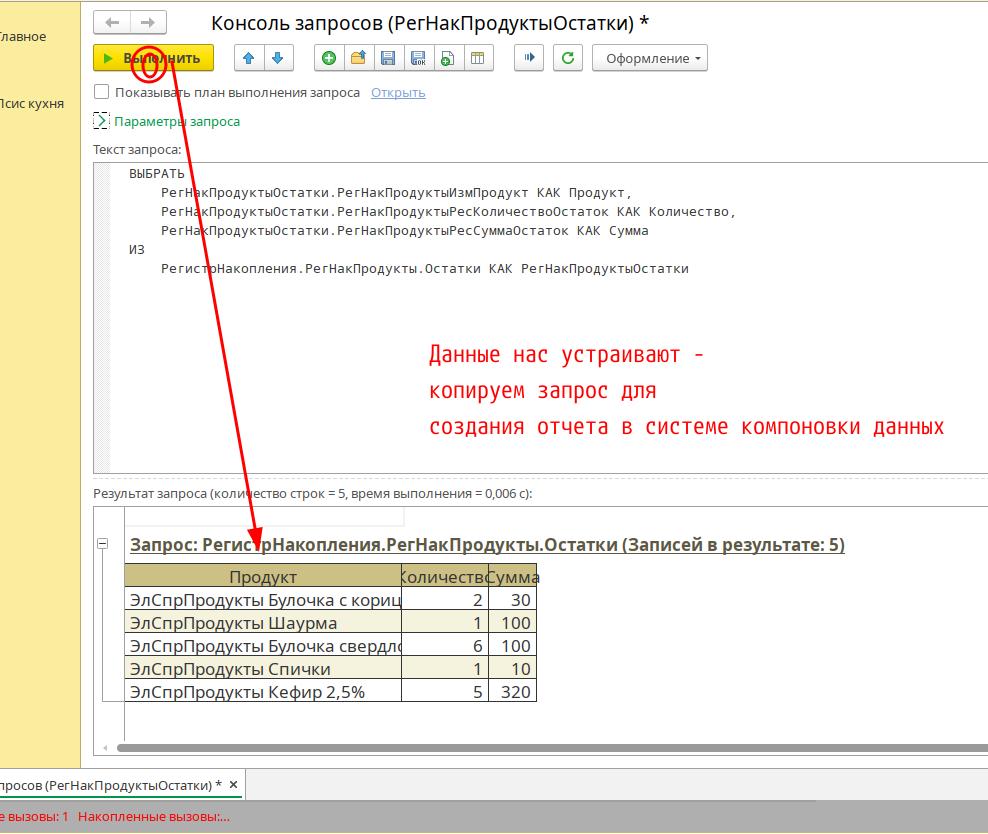 Консоль запросов (РегНакПродуктыОстатки) *
Главное
Выполнить
Оформление
Показывать план выполнения запроса Открыть
Псис кухня
Параметры запроса
Текст запроса:
ВЫБРАТЬ
РегНакПродуктыОстатки.РегНакПродуктыИзмПродукт КАК Продукт,
РегНакПродуктыОстатки.РегНакПродуктыРесКоличествоОстаток КАК Количество,
РегНакПродуктыОстатки.РегНакПродуктыРесСуммаОстаток КАК Сумма
ИЗ
РегистрНакопления.РегНакПродукты.Остатки КАК РегНакПродуктыОстатки
Данные нас устраивают -
копируем запрос для
создания отчета в системе компоновки данных
Результат запроса (количество строк = 5, время выполнения = 0,006 с):
Запрос: РегистрНакопления.РегНакПродукты.Остатки (Записей в результате: 5)
Продукт Количество Сумма
ЭлСпрПродукты Булочка с кориц 2 30
ЭлСпрПродукты Шаурма 1 100
ЭлСпрПродукты Булочка свердло 6 100
ЭлСпрПродукты Спички 1 10
ЭлСпрПродукты Кефир 2,5% 5 320
просов (РегНакПродуктыОстатки) * ×
е вызовы: 1 Накопленные вызовы:...